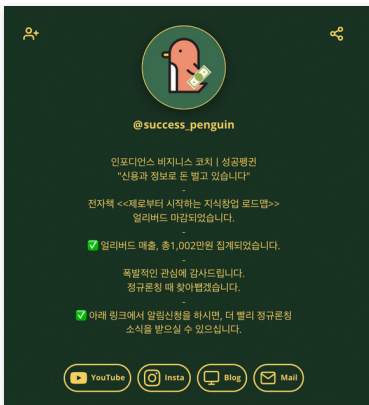 @success_penguin
인포디언스 비지니스 코치 | 성공펭귄
"신용과 정보로 돈 벌고 있습니다"
-
전자책 <<제로부터 시작하는 지식창업 로드맵>>
얼리버드 마감되었습니다.
-
✅ 얼리버드 매출, 총1,002만원 집계되었습니다.
-
폭발적인 관심에 감사드립니다.
정규론칭 때 찾아뵙겠습니다.
-
✅ 아래 링크에서 알림신청을 하시면, 더 빨리 정규론칭
소식을 받으실 수 있으십니다.
YouTube Insta Blog Mail